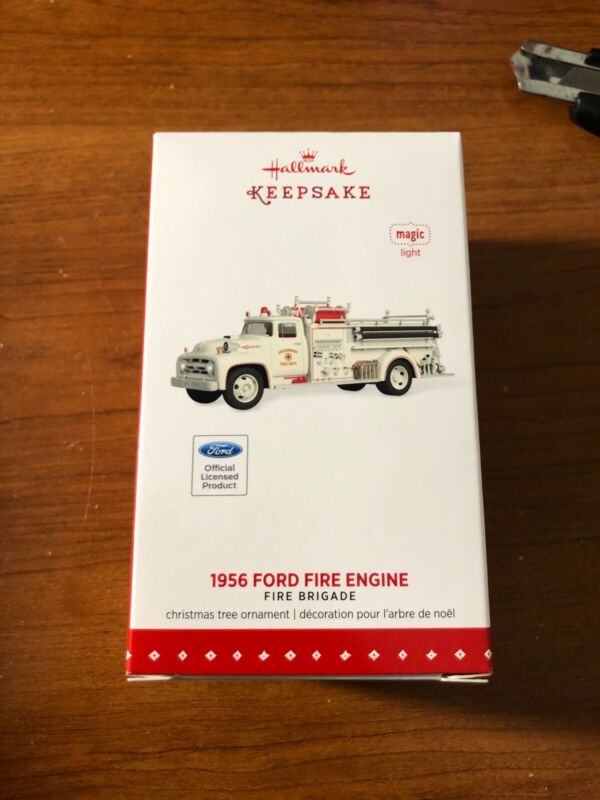 Hallmark
KEEPSAKE
magic
light
Ford
Official
Licensed
Product
1956 FORD FIRE ENGINE
FIRE BRIGADE
christmas tree ornament | décoration pour l'arbre de noël